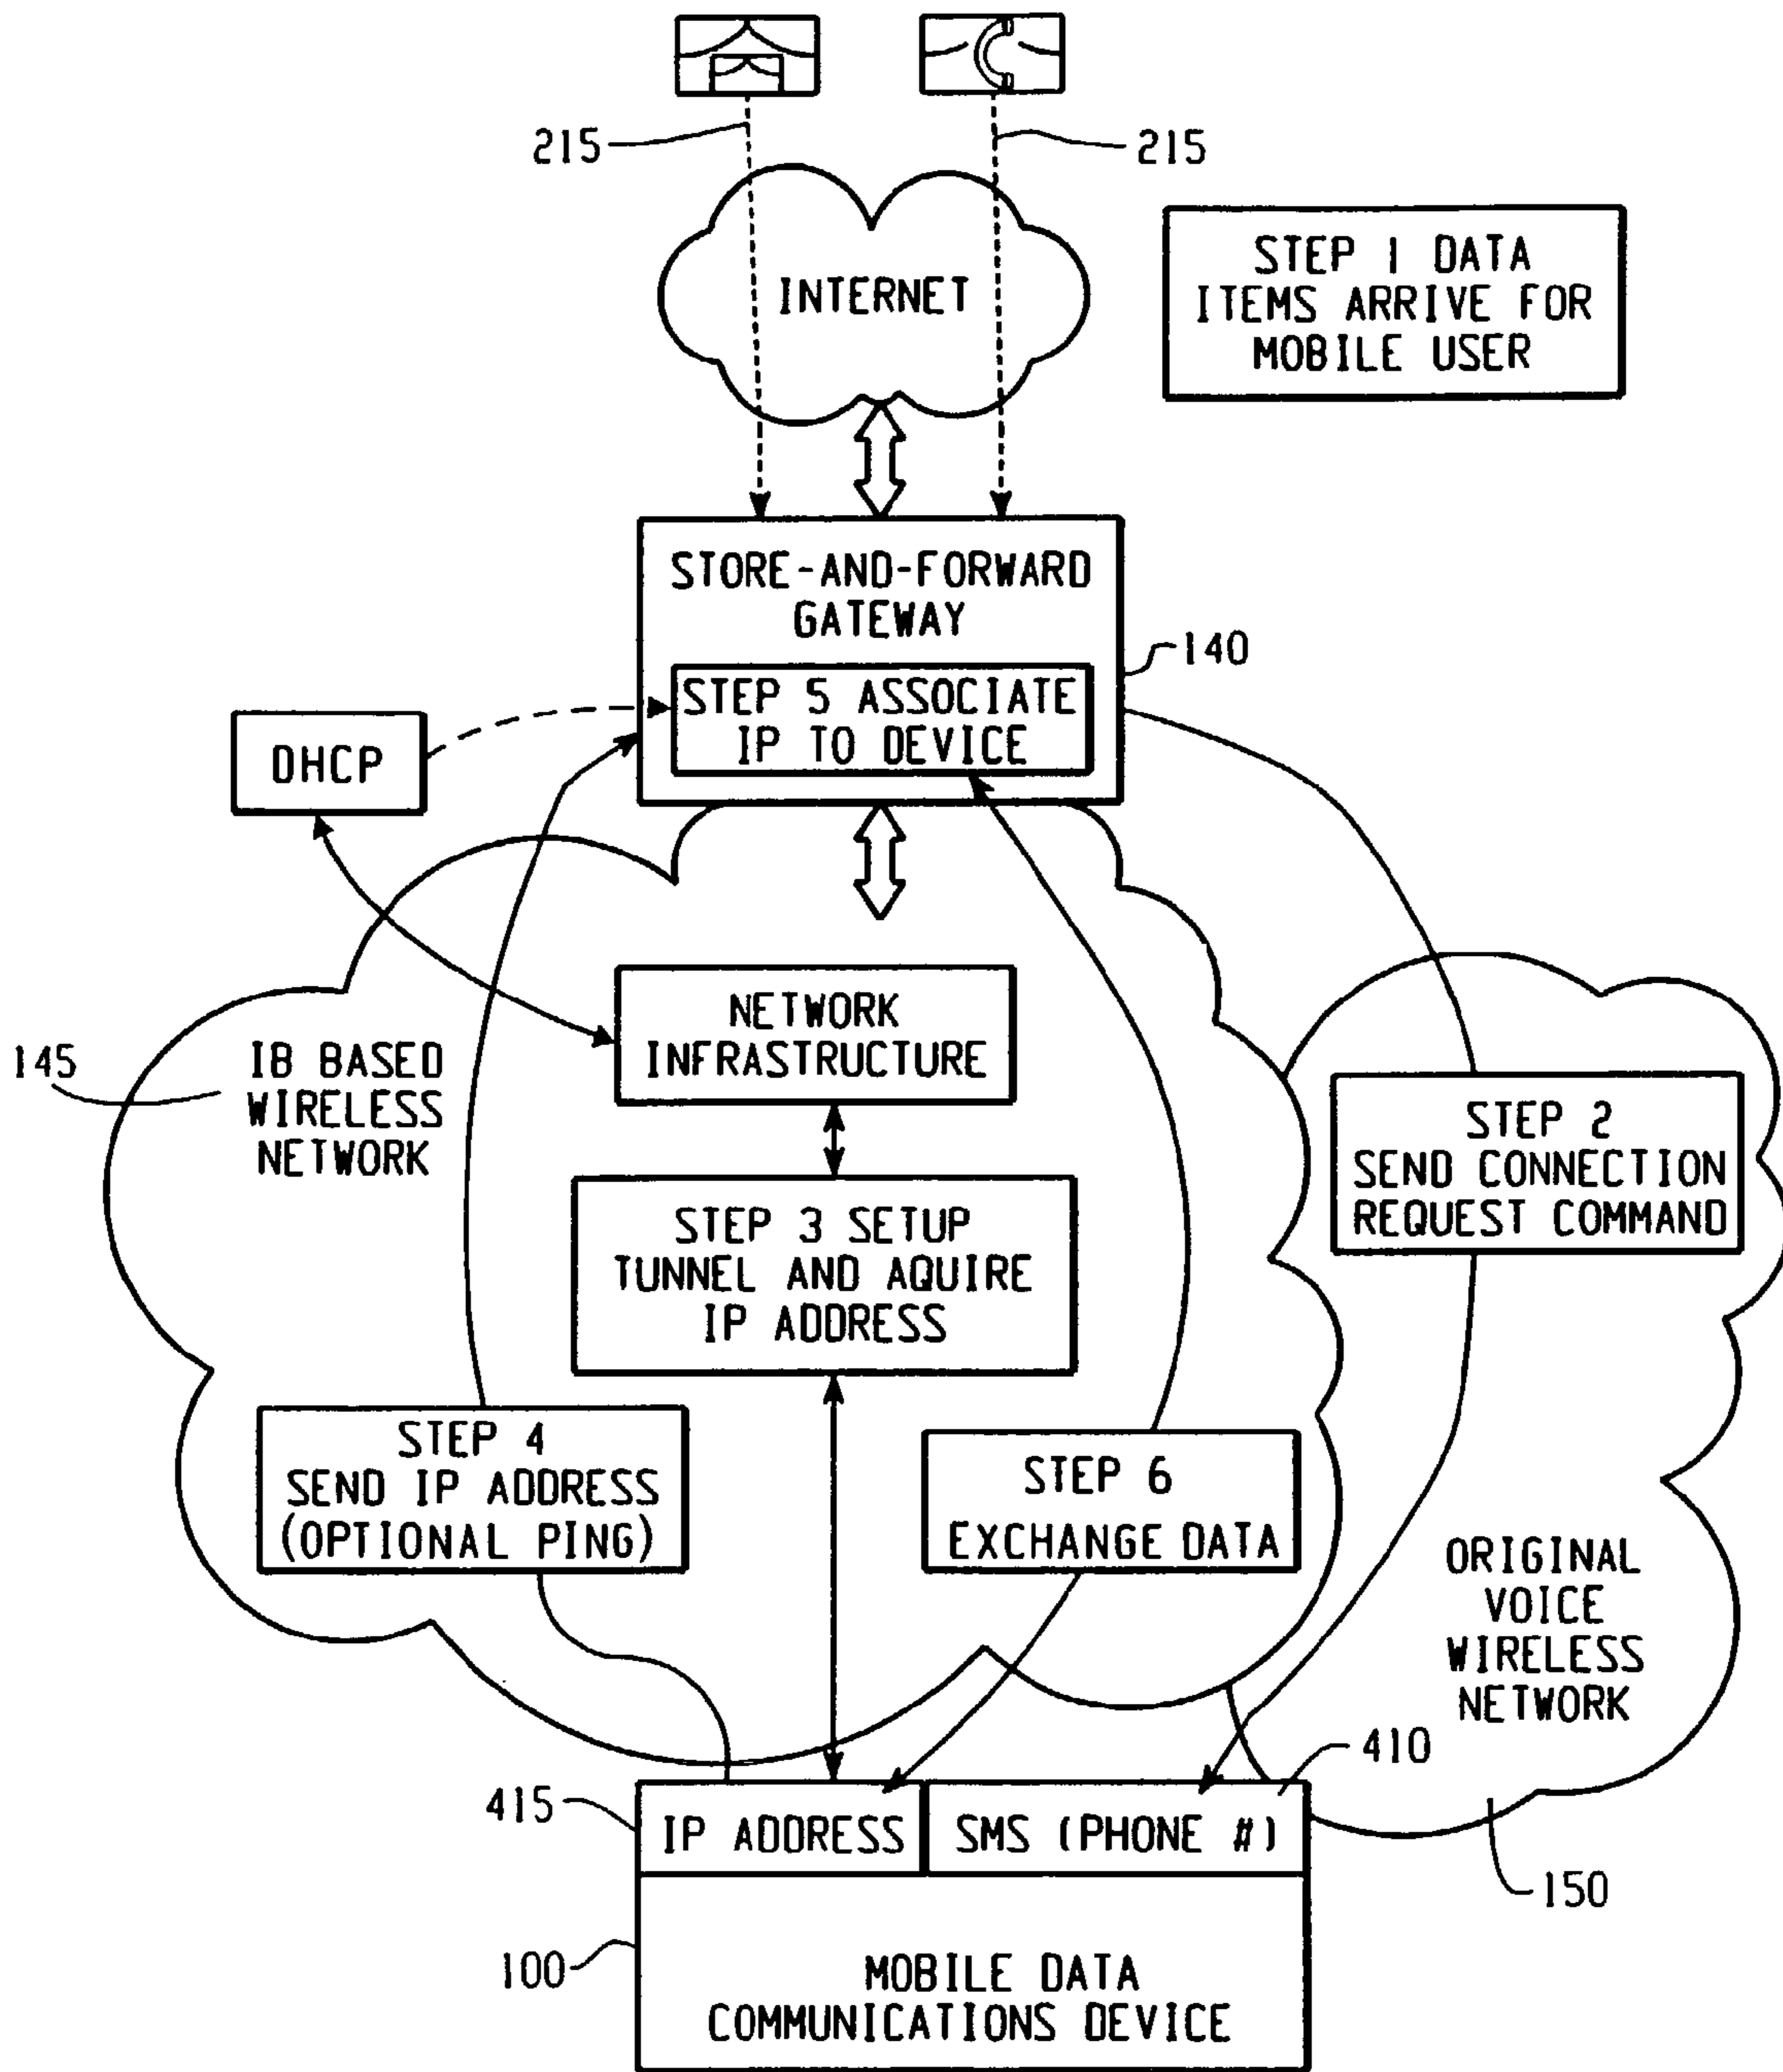 215
215
INTERNET
STEP 1 DATA
ITEMS ARRIVE FOR
MOBILE USER
STORE-AND-FORWARD
GATEWAY
140
STEP 5 ASSOCIATE
IP TO DEVICE
DHCP
NETWORK
INFRASTRUCTURE
145
IB BASED
WIRELESS
NETWORK
STEP 2
SEND CONNECTION
REQUEST COMMAND
STEP 3 SETUP
TUNNEL AND AQUIRE
IP ADDRESS
STEP 4
SEND IP ADDRESS
(OPTIONAL PING)
STEP 6
EXCHANGE DATA
ORIGINAL
VOICE
WIRELESS
NETWORK
410
415
IP ADDRESS
SMS (PHONE #)
150
100
MOBILE DATA
COMMUNICATIONS DEVICE